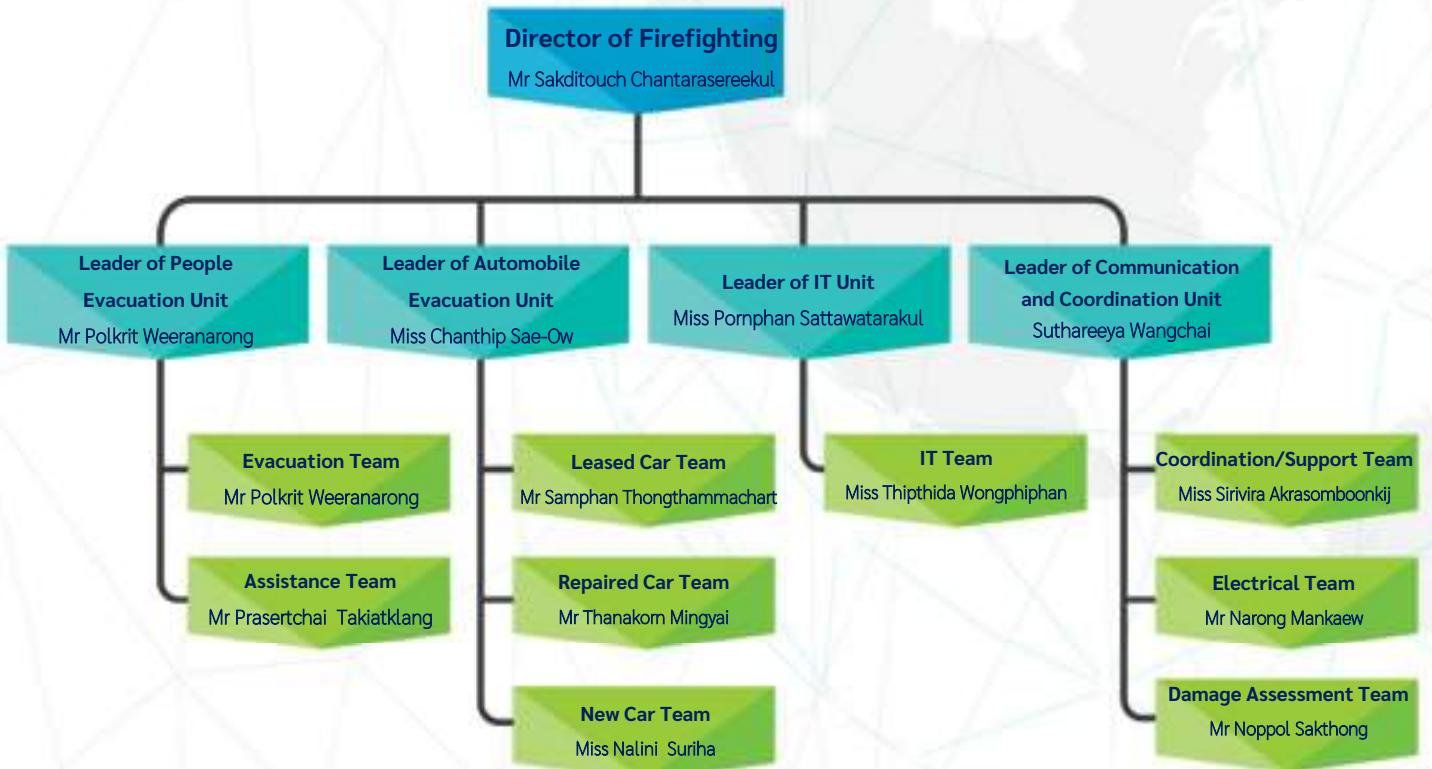 Director of Firefighting
Mr Sakditouch Chantarasereekul
Leader of People
Evacuation Unit
Mr Polkrit Weeranarong
Leader of Automobile
Evacuation Unit
Miss Chanthip Sae-Ow
Leader of IT Unit
Miss Pornphan Sattawatarakul
Leader of Communication
and Coordination Unit
Suthareeya Wangchai
Evacuation Team
Mr Polkrit Weeranarong
Assistance Team
Mr Prasertchai Takiatklang
Leased Car Team
Mr Samphan Thongthammachart
Repaired Car Team
Mr Thanakorn Mingyai
New Car Team
Miss Nalini Suriha
IT Team
Miss Thipthida Wongphiphan
Coordination/Support Team
Miss Sirivira Akrasomboonkij
Electrical Team
Mr Narong Mankaew
Damage Assessment Team
Mr Noppol Sakthong